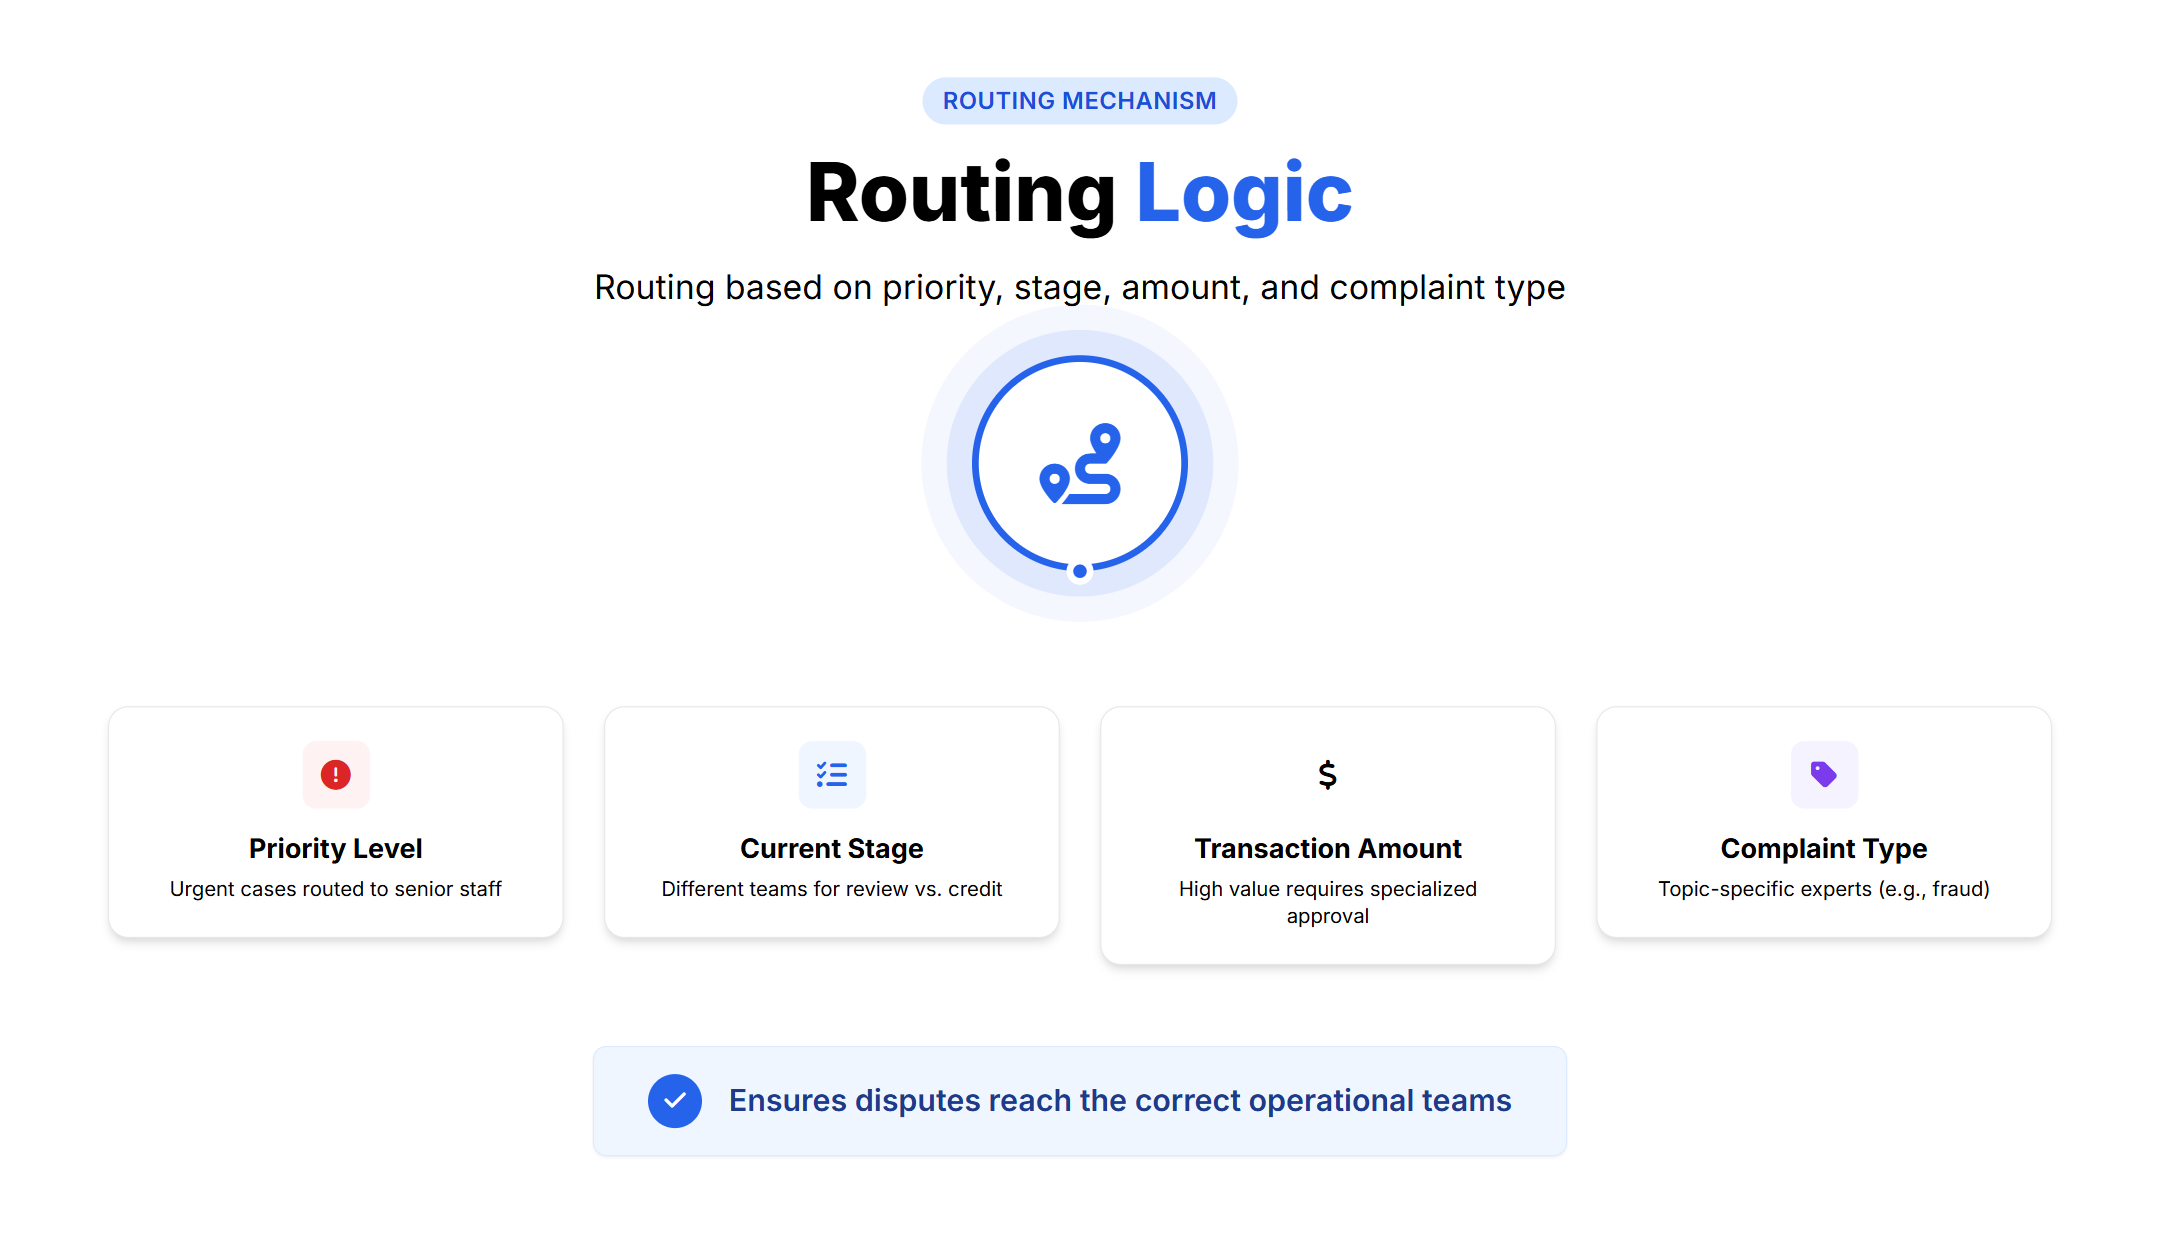 ROUTING MECHANISM
Routing Logic
Routing based on priority, stage, amount, and complaint type
Priority Level
Urgent cases routed to senior staff
Current Stage
Different teams for review vs. credit
$
Transaction Amount
High value requires specialized
approval
Complaint Type
Topic-specific experts (e.g., fraud)
Ensures disputes reach the correct operational teams